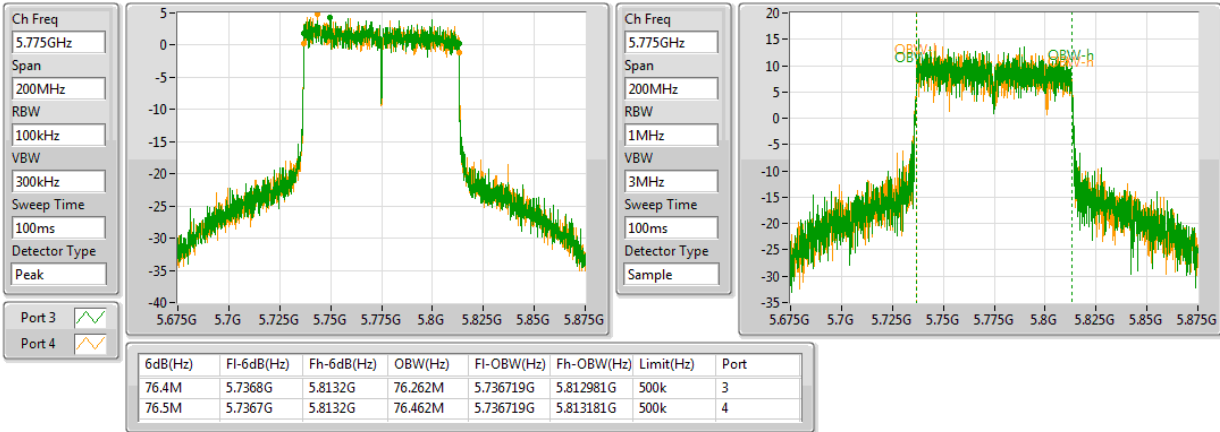 Ch Freq
5.775GHz
Span
200MHz
RBW
100kHz
VBW
300kHz
Sweep Time
100ms
Detector Type
Peak
Port 3
Port 4
5
0
-5
-10
-15
-20
-25
-30
-35
-40
5.675G 5.7G 5.725G 5.75G 5.775G 5.8G 5.825G 5.85G 5.875G
Ch Freq
5.775GHz
Span
200MHz
RBW
1MHz
VBW
3MHz
Sweep Time
100ms
Detector Type
Sample
20
15
10
5
0
-5
-10
-15
-20
-25
-30
-35
OBW-h
5.675G 5.7G 5.725G 5.75G 5.775G 5.8G 5.825G 5.85G 5.875G
6dB(Hz) Fl-6dB(Hz) Fh-6dB(Hz) OBW(Hz) Fl-OBW(Hz) Fh-OBW(Hz) Limit(Hz) Port
76.4M 5.7368G 5.8132G 76.262M 5.736719G 5.812981G 500k 3
76.5M 5.7367G 5.8132G 76.462M 5.736719G 5.813181G 500k 4